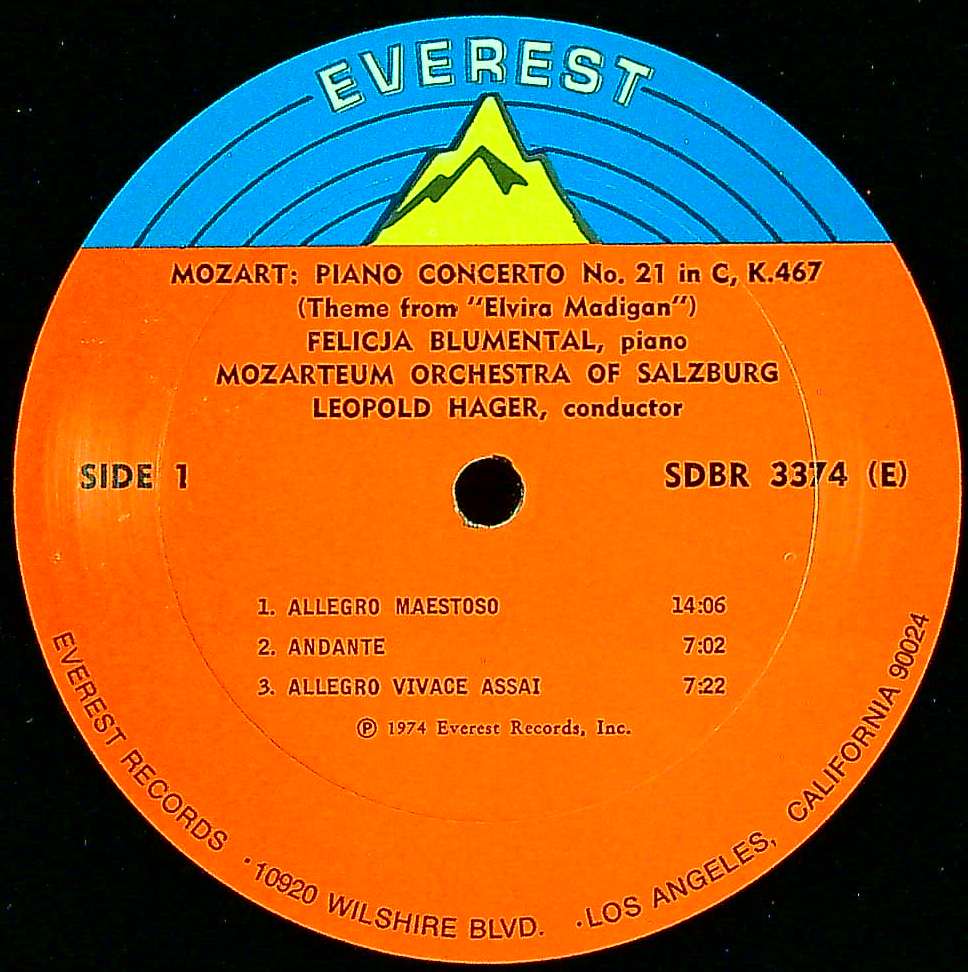 EVEREST
MOZART: PIANO CONCERTO No. 21 in C, K.467
(Theme from "Elvira Madigan")
FELICJA BLUMENTAL, piano
MOZARTEUM ORCHESTRA OF SALZBURG
LEOPOLD HAGER, conductor
SIDE 1
SDBR 3374 (E)
1. ALLEGRO MAESTOSO 14:06
2. ANDANTE 7:02
3. ALLEGRO VIVACE ASSAI 7:22
℗ 1974 Everest Records, Inc.
EVEREST RECORDS · 10920 WILSHIRE BLVD. · LOS ANGELES, CALIFORNIA 90024